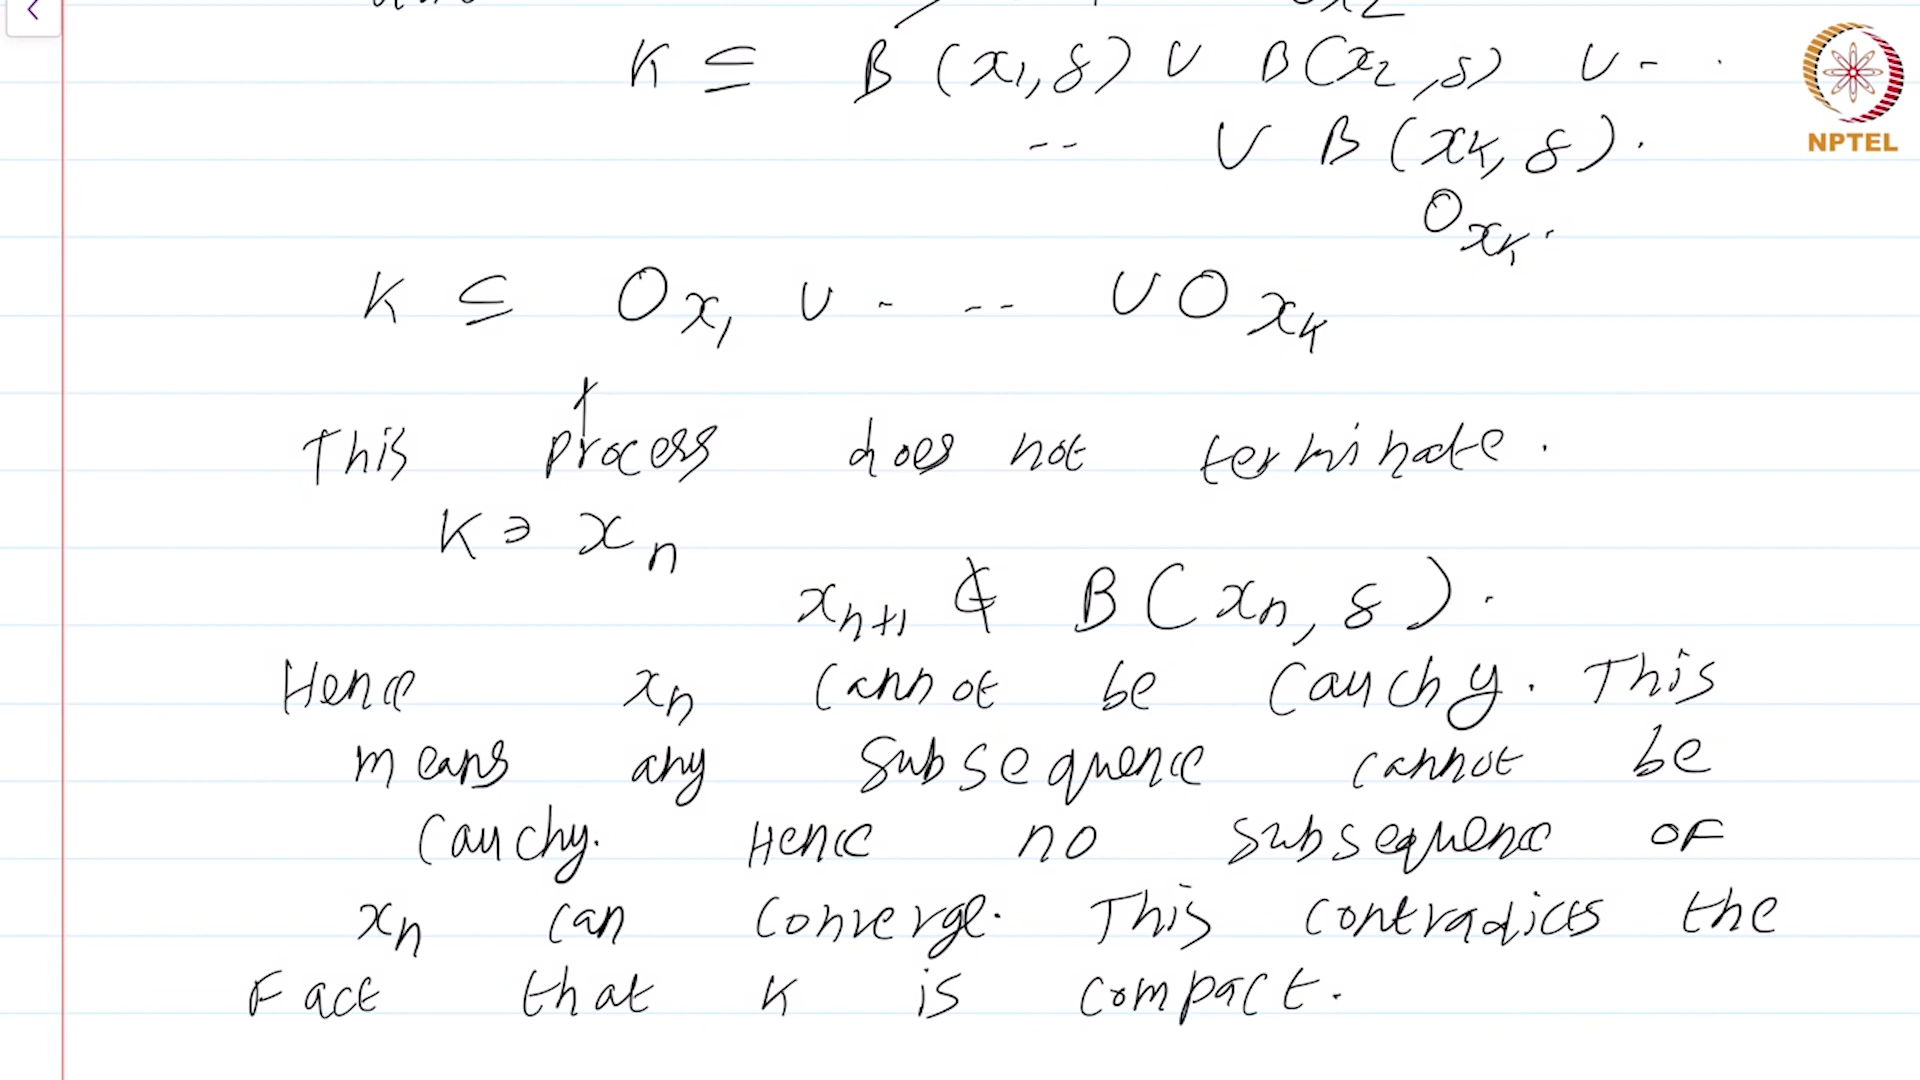 K ⊆ B(x₁, δ) ∪ B(x₂, δ) ∪ - ·
-- ∪ B(xₖ, δ).
NPTEL
Oₓₖ.
K ⊆ Oₓ₁ ∪ - -- ∪ Oₓₖ
This process does not terminate.
K ∋ xₙ
xₙ₊₁ ∉ B(xₙ, δ).
Hence xₙ cannot be Cauchy. This
means any subsequence cannot be
Cauchy. Hence no subsequence of
xₙ can converge. This contradicts the
Fact that K is compact.